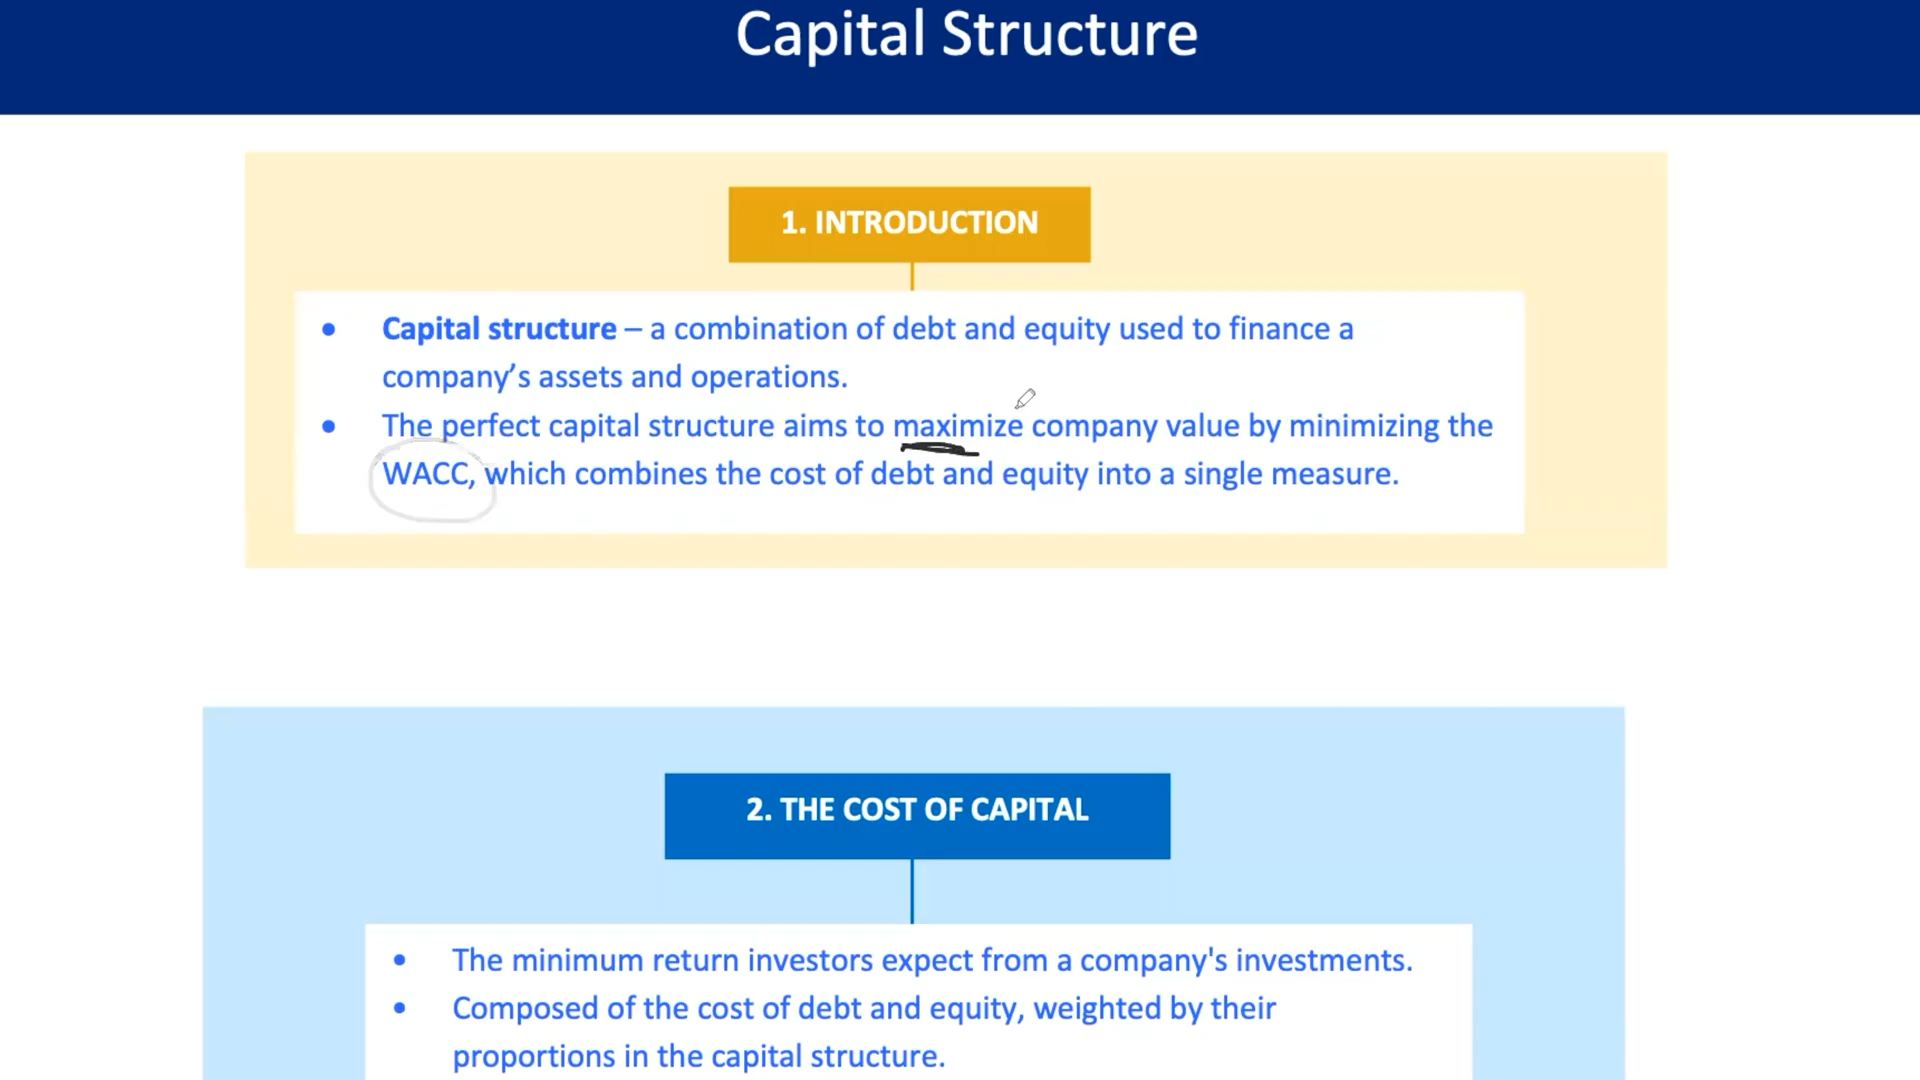 Capital Structure
1. INTRODUCTION
• Capital structure – a combination of debt and equity used to finance a
company’s assets and operations.
• The perfect capital structure aims to maximize company value by minimizing the
WACC, which combines the cost of debt and equity into a single measure.
2. THE COST OF CAPITAL
• The minimum return investors expect from a company's investments.
• Composed of the cost of debt and equity, weighted by their
proportions in the capital structure.